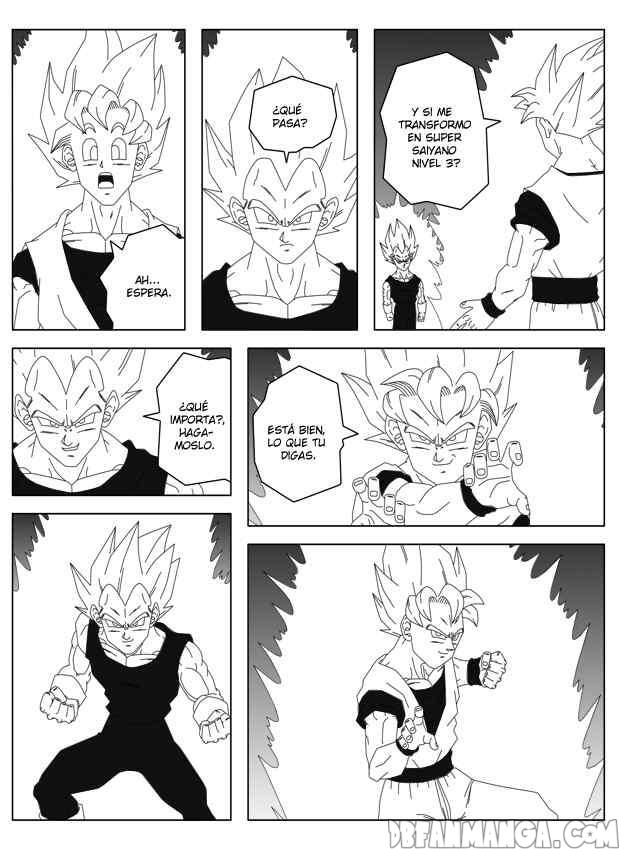 AH...
ESPERA.
¿QUÉ
PASA?
Y SI ME
TRANSFORMO
EN SUPER
SAIYANO
NIVEL 3?
¿QUÉ
IMPORTA?,
HAGA-
MOSLO.
ESTÁ BIEN,
LO QUE TU
DIGAS.
DBFANMANGA.COM